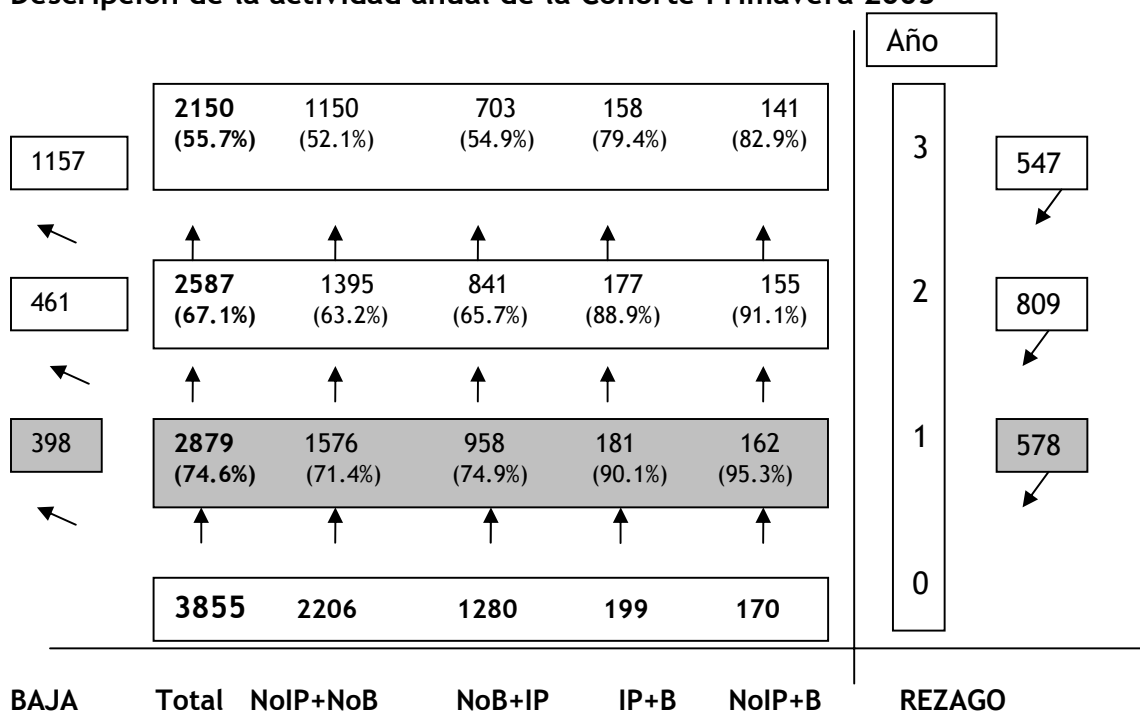 Descripción de la actividad anual de la Cohorte Primavera 2003
Año
2150 1150 703 158 141
(55.7%) (52.1%) (54.9%) (79.4%) (82.9%)
3
1157
547
2587 1395 841 177 155
(67.1%) (63.2%) (65.7%) (88.9%) (91.1%)
2
461
809
2879 1576 958 181 162
(74.6%) (71.4%) (74.9%) (90.1%) (95.3%)
1
398
578
3855 2206 1280 199 170
0
BAJA Total NoIP+NoB NoB+IP IP+B NoIP+B REZAGO